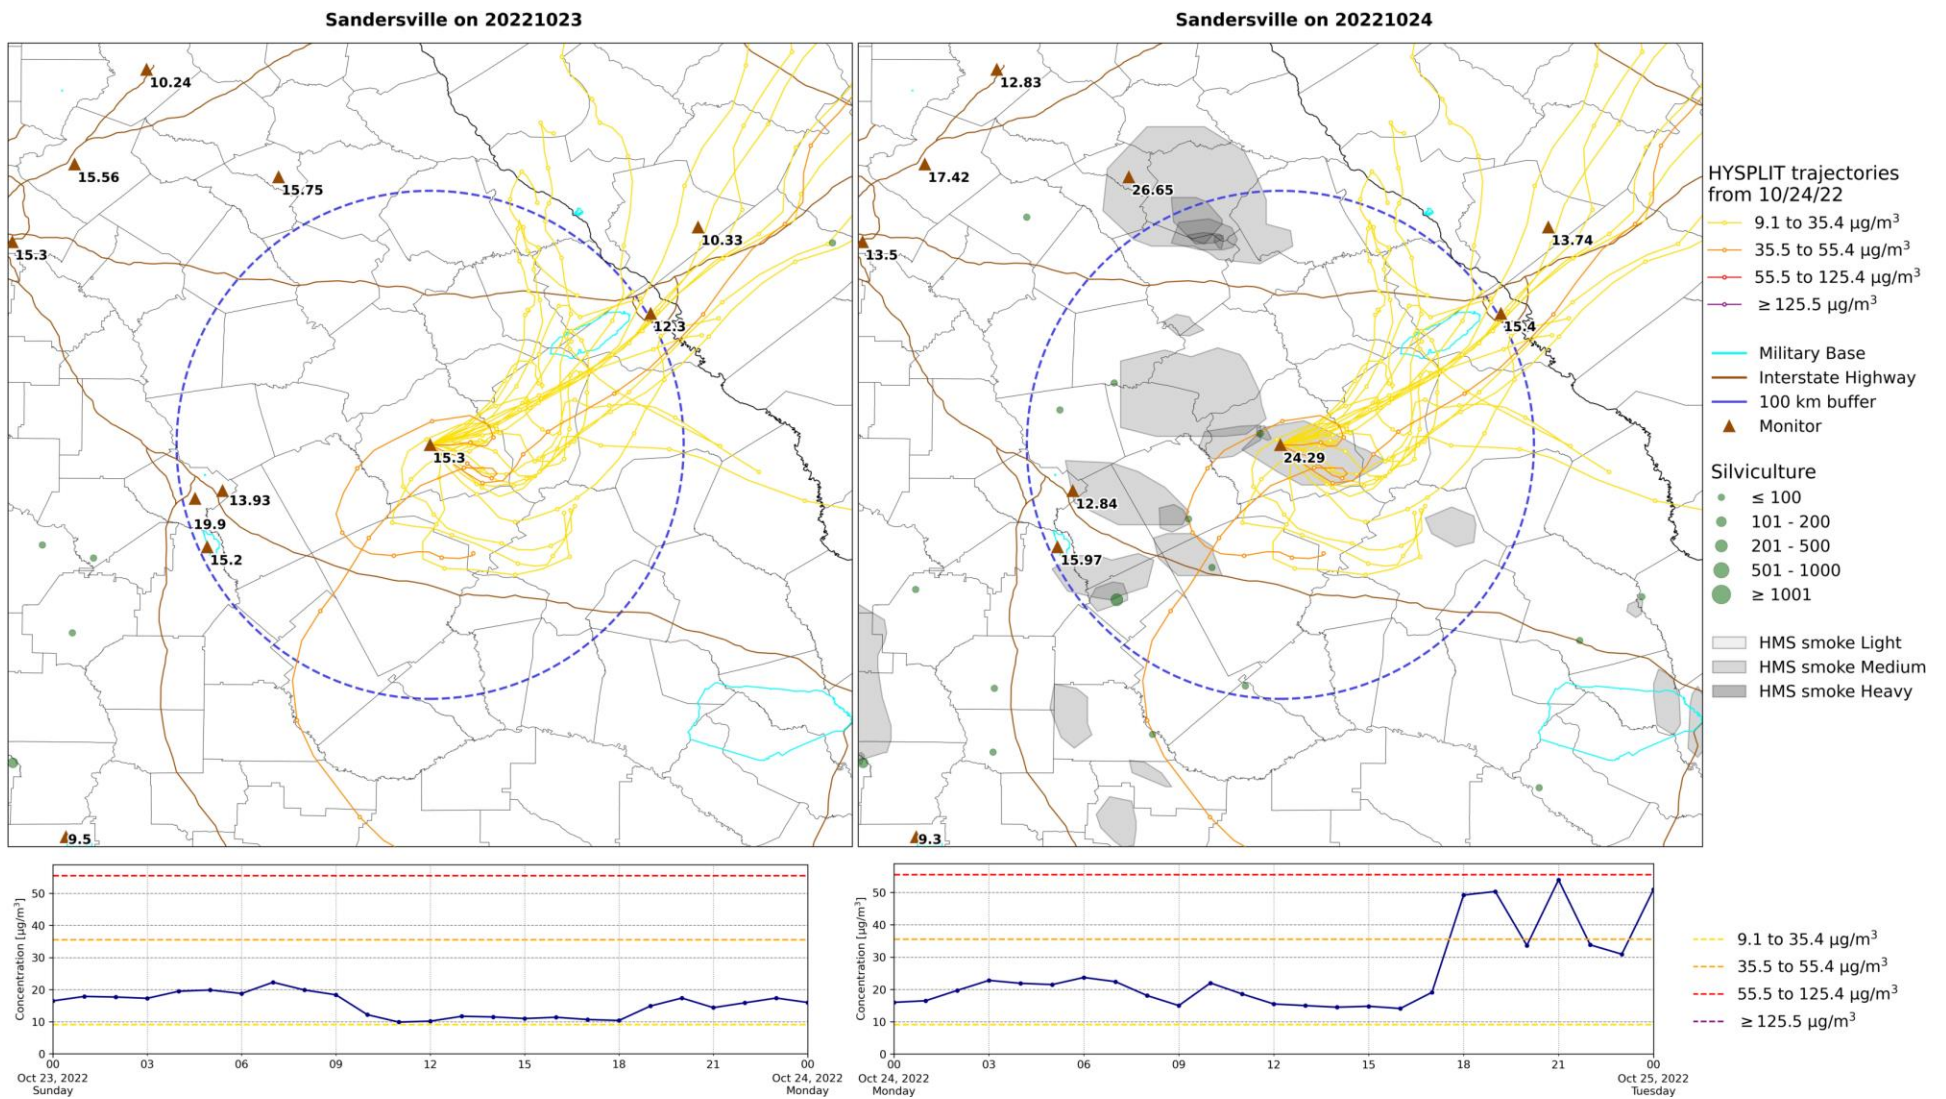 Sandersville on 20221023
10.24
15.56
15.75
15.3
10.33
12.3
15.3
13.93
19.9
15.2
9.5
Sandersville on 20221024
12.83
17.42
26.65
13.5
13.74
15.4
24.29
12.84
15.97
9.3
HYSPLIT trajectories
from 10/24/22
9.1 to 35.4 µg/m³
35.5 to 55.4 µg/m³
55.5 to 125.4 µg/m³
≥ 125.5 µg/m³
Military Base
Interstate Highway
100 km buffer
Monitor
Silviculture
≤ 100
101 - 200
201 - 500
501 - 1000
≥ 1001
HMS smoke Light
HMS smoke Medium
HMS smoke Heavy
Concentration [µg/m³]
50
40
30
20
10
0
00 03 06 09 12 15 18 21 00
Oct 23, 2022 Oct 24, 2022
Sunday Monday
Concentration [µg/m³]
50
40
30
20
10
0
00 03 06 09 12 15 18 21 00
Oct 24, 2022 Oct 25, 2022
Monday Tuesday
9.1 to 35.4 µg/m³
35.5 to 55.4 µg/m³
55.5 to 125.4 µg/m³
≥ 125.5 µg/m³